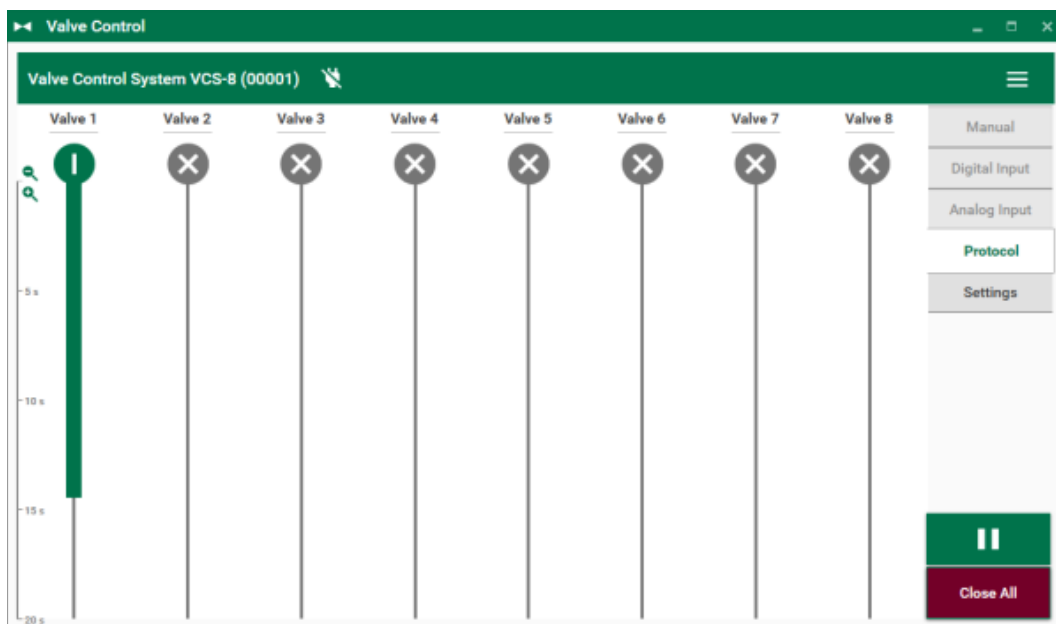 Valve Control
Valve Control System VCS-8 (00001)
Valve 1 Valve 2 Valve 3 Valve 4 Valve 5 Valve 6 Valve 7 Valve 8
Manual
Digital Input
Analog Input
Protocol
Settings
5 s
10 s
15 s
20 s
Close All